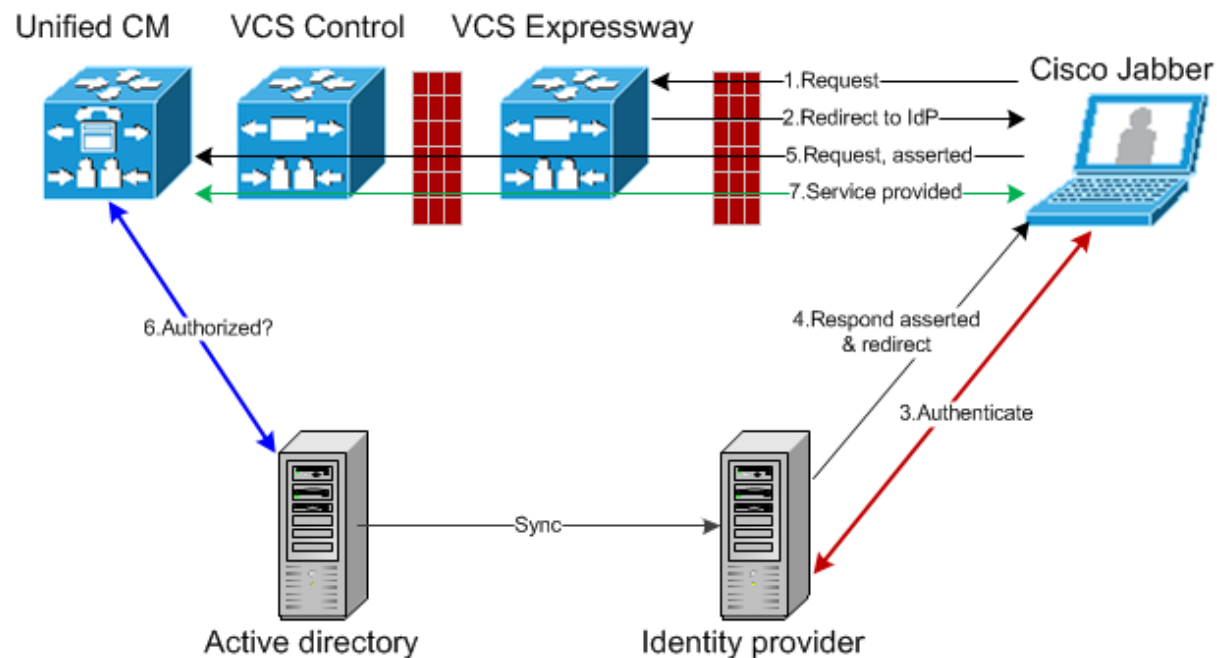 Unified CM
VCS Control
VCS Expressway
Cisco Jabber
1.Request
2.Redirect to IdP
5.Request, asserted
7.Service provided
6.Authorized?
4.Respond asserted
& redirect
3.Authenticate
Sync
Active directory
Identity provider